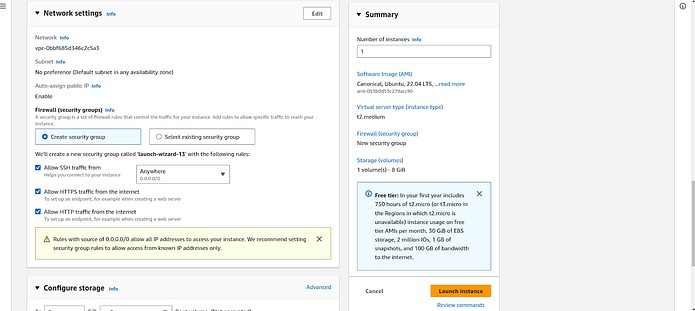 Network settings Info
Edit
Network Info
vpc-0bbf685d346c2c5a3
Subnet Info
No preference (Default subnet in any availability zone)
Auto-assign public IP Info
Enable
Firewall (security groups) Info
A security group is a set of firewall rules that control the traffic for your instance. Add rules to allow specific traffic to reach your
instance.
Create security group
Select existing security group
We'll create a new security group called 'launch-wizard-13' with the following rules:
Allow SSH traffic from
Helps you connect to your instance
Anywhere
0.0.0.0/0
Allow HTTPS traffic from the internet
To set up an endpoint, for example when creating a web server
Allow HTTP traffic from the internet
To set up an endpoint, for example when creating a web server
Rules with source of 0.0.0.0/0 allow all IP addresses to access your instance. We recommend setting
security group rules to allow access from known IP addresses only.
Configure storage Info
Advanced
Summary
Number of instances Info
1
Software Image (AMI)
Canonical, Ubuntu, 22.04 LTS, ...read more
ami-053b0d53c279acc90
Virtual server type (instance type)
t2.medium
Firewall (security group)
New security group
Storage (volumes)
1 volume(s) - 8 GiB
Free tier: In your first year includes
750 hours of t2.micro (or t3.micro in
the Regions in which t2.micro is
unavailable) instance usage on free
tier AMIs per month, 30 GiB of EBS
storage, 2 million IOs, 1 GB of
snapshots, and 100 GB of bandwidth
to the internet.
Cancel
Launch instance
Review commands